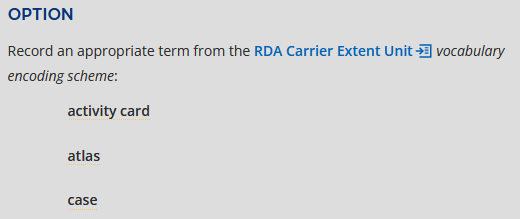 OPTION
Record an appropriate term from the RDA Carrier Extent Unit vocabulary
encoding scheme:
activity card
atlas
case